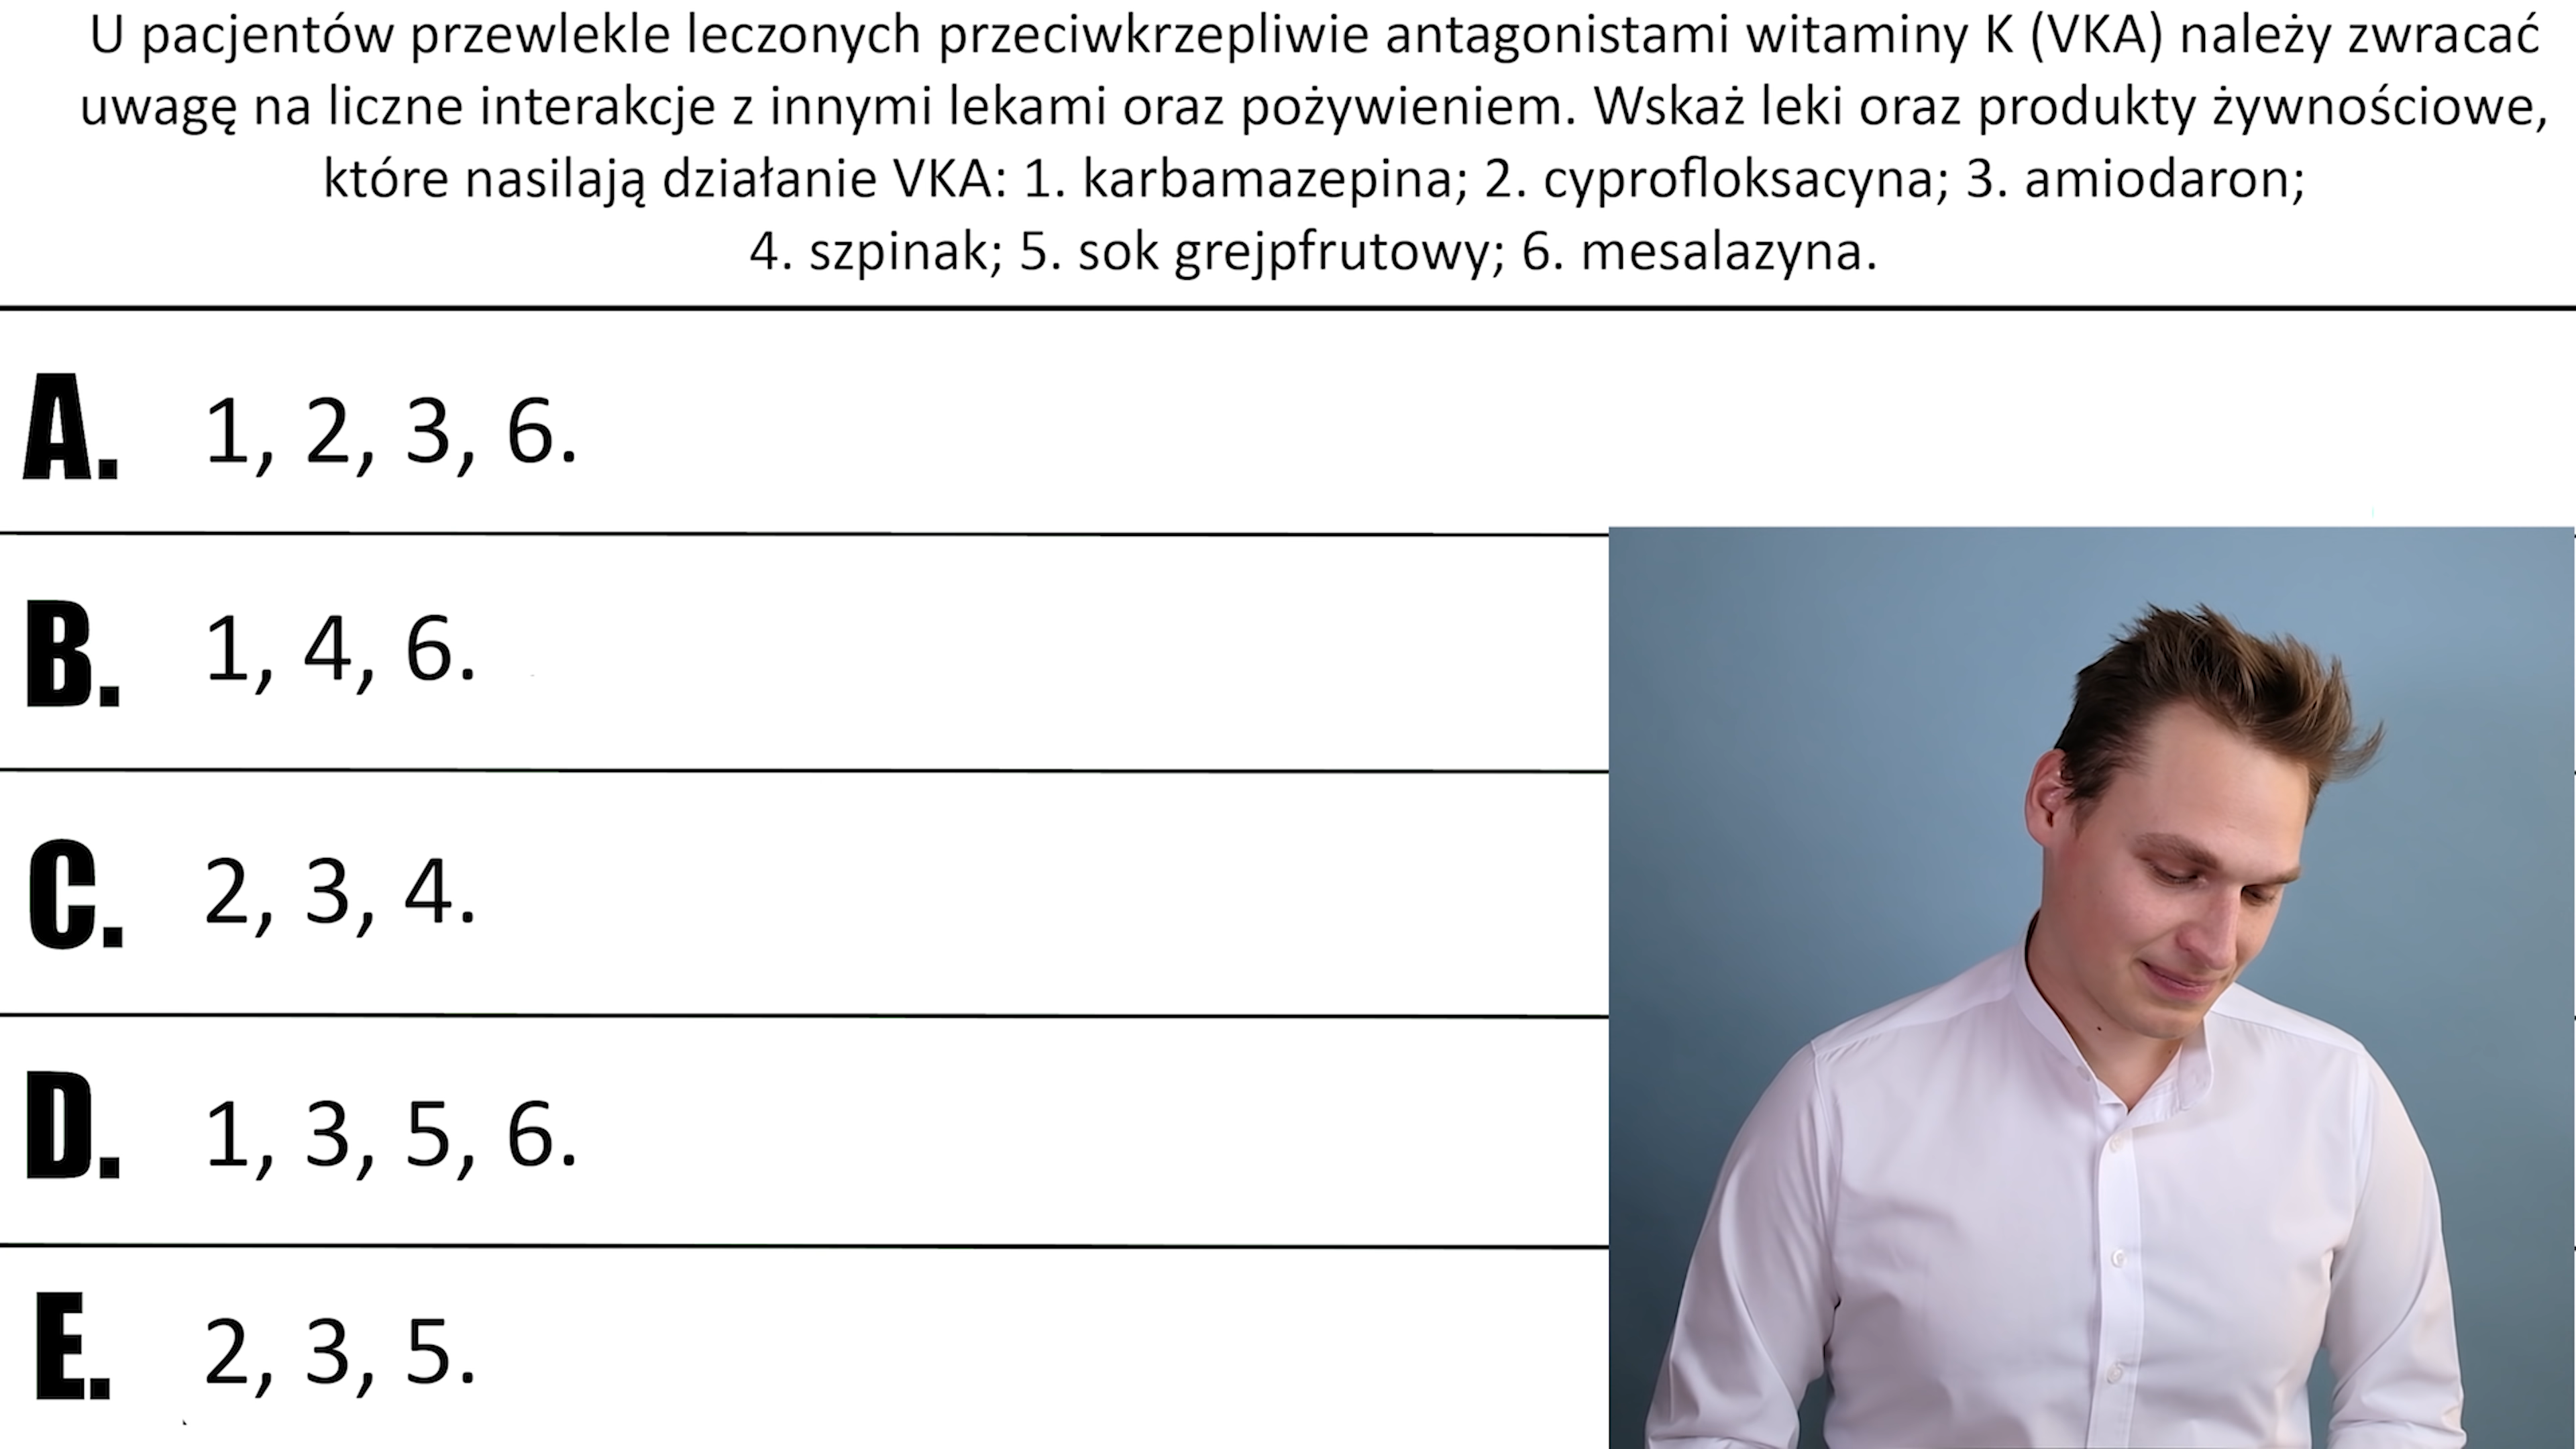 U pacjentów przewlekle leczonych przeciwkrzepliwie antagonistami witaminy K (VKA) należy zwracać
uwagę na liczne interakcje z innymi lekami oraz pożywieniem. Wskaż leki oraz produkty żywnościowe,
które nasilają działanie VKA: 1. karbamazepina; 2. cyprofloksacyna; 3. amiodaron;
4. szpinak; 5. sok grejpfrutowy; 6. mesalazyna.
A. 1, 2, 3, 6.
B. 1, 4, 6.
C. 2, 3, 4.
D. 1, 3, 5, 6.
E. 2, 3, 5.